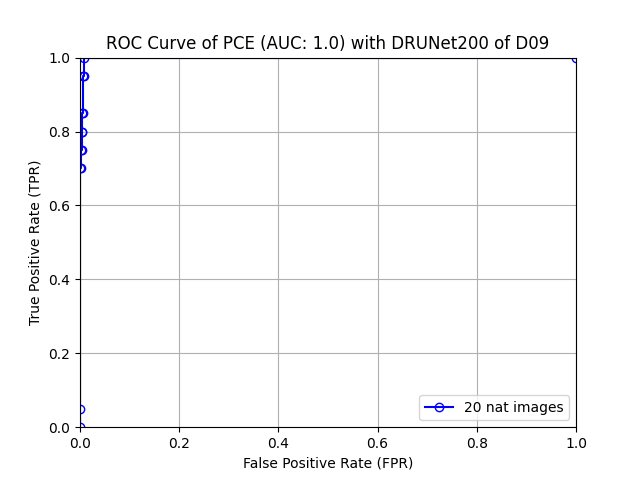 ROC Curve of PCE (AUC: 1.0) with DRUNet200 of D09
True Positive Rate (TPR)
1.0
0.8
0.6
0.4
0.2
0.0
20 nat images
0.0 0.2 0.4 0.6 0.8 1.0
False Positive Rate (FPR)